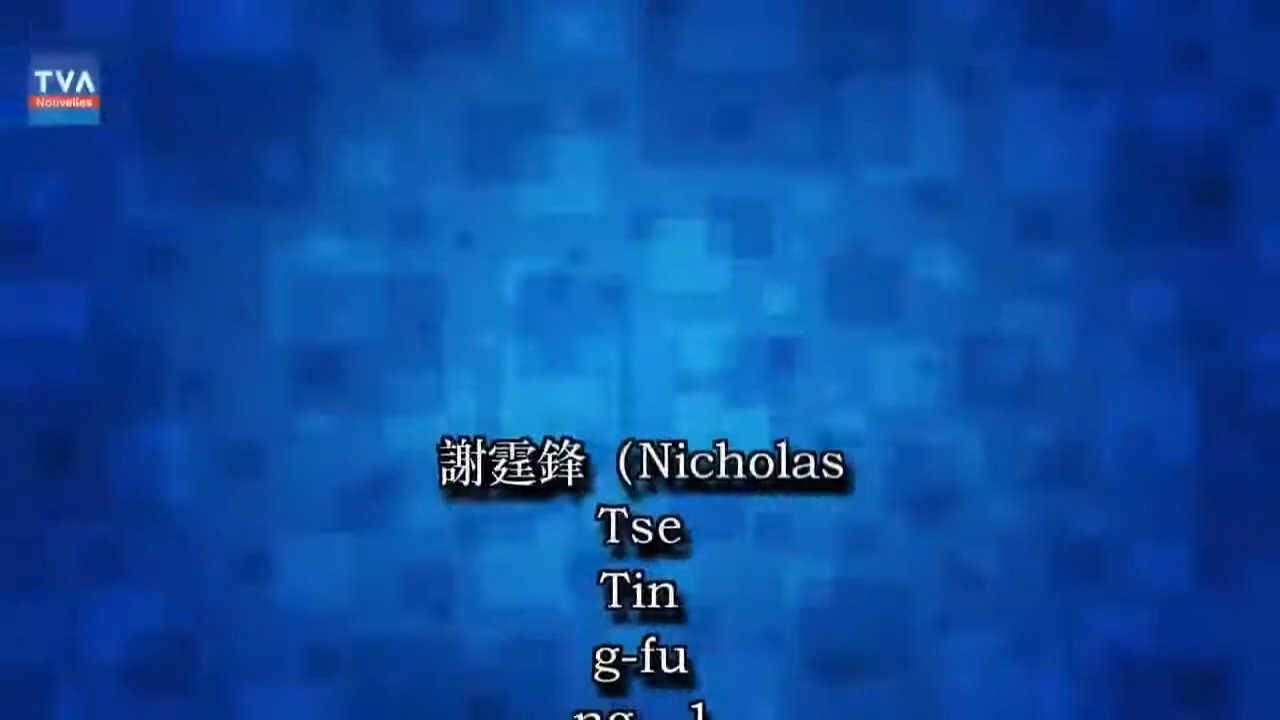 TVA
Nouvelles
謝霆鋒 (Nicholas
Tse
Tin
g-fu